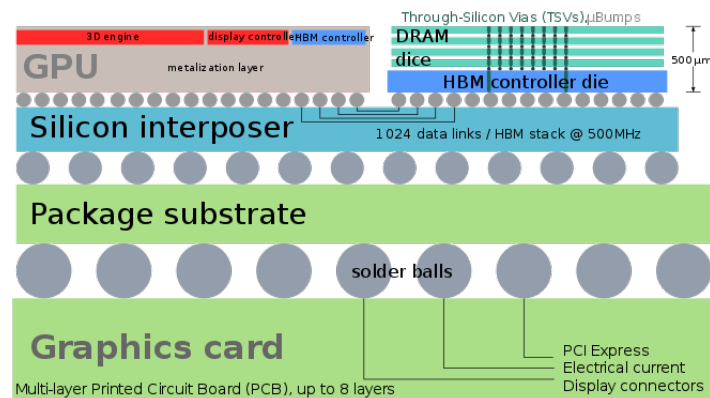 Through-Silicon Vias (TSVs),µBumps
3D engine
display controller
HBM controller
DRAM
dice
GPU
metalization layer
500 µm
HBM controller die
Silicon interposer
1024 data links / HBM stack @ 500MHz
Package substrate
solder balls
Graphics card
PCI Express
Electrical current
Display connectors
Multi-layer Printed Circuit Board (PCB), up to 8 layers